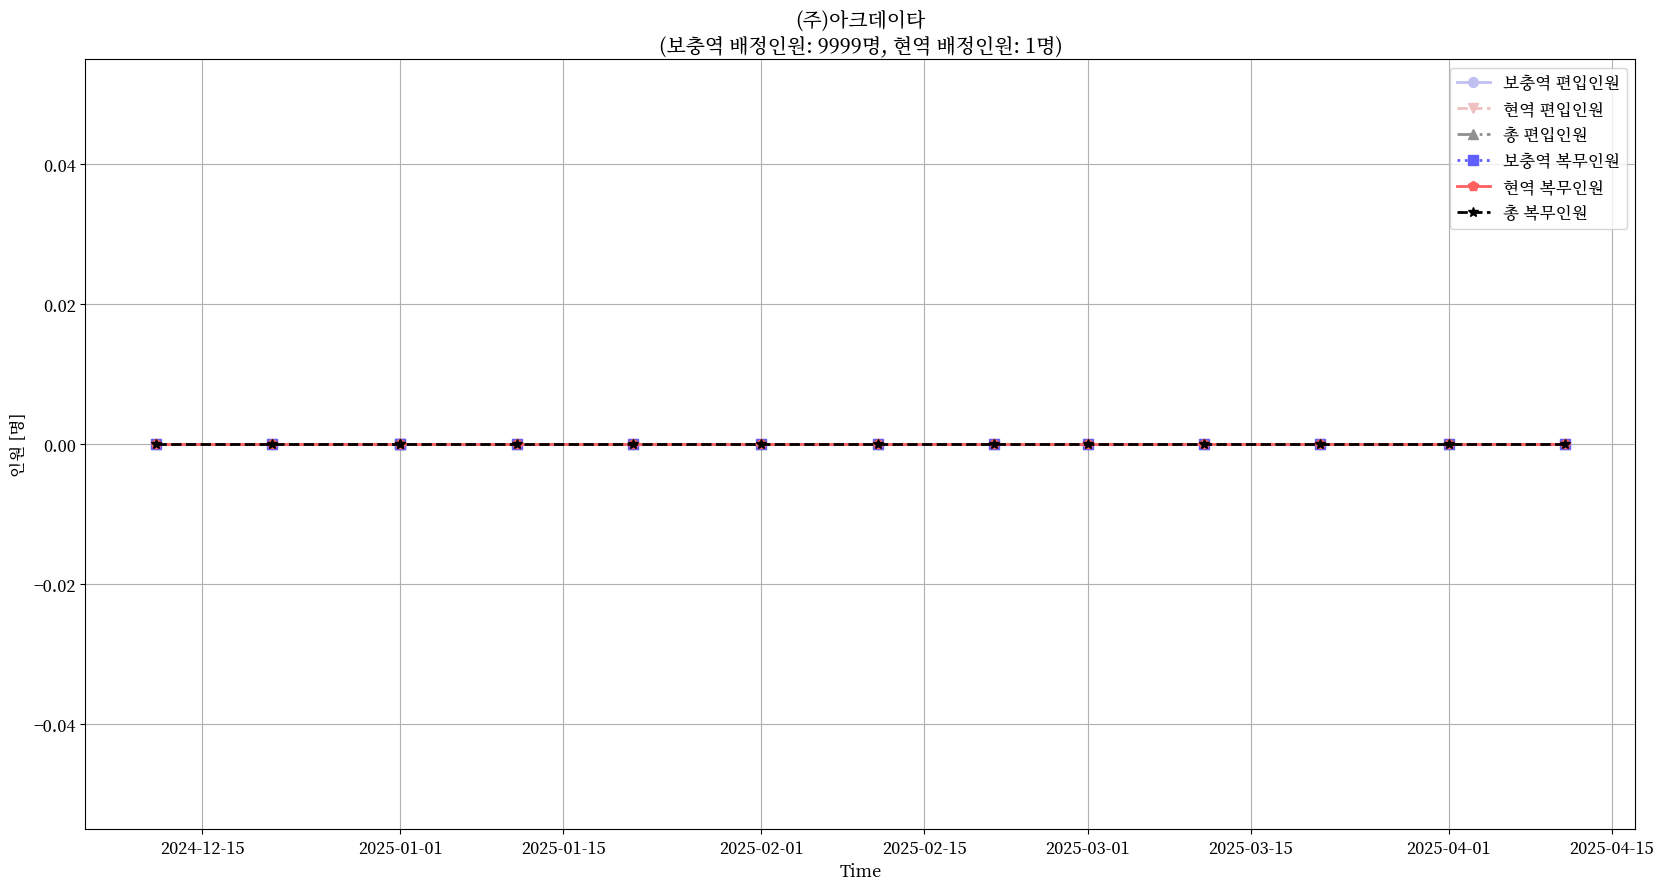 (주)아크데이타
(보충역 배정인원: 9999명, 현역 배정인원: 1명)
보충역 편입인원
현역 편입인원
총 편입인원
보충역 복무인원
현역 복무인원
총 복무인원
인원 [명]
0.04
0.02
0.00
−0.02
−0.04
2024-12-15
2025-01-01
2025-01-15
2025-02-01
2025-02-15
2025-03-01
2025-03-15
2025-04-01
2025-04-15
Time